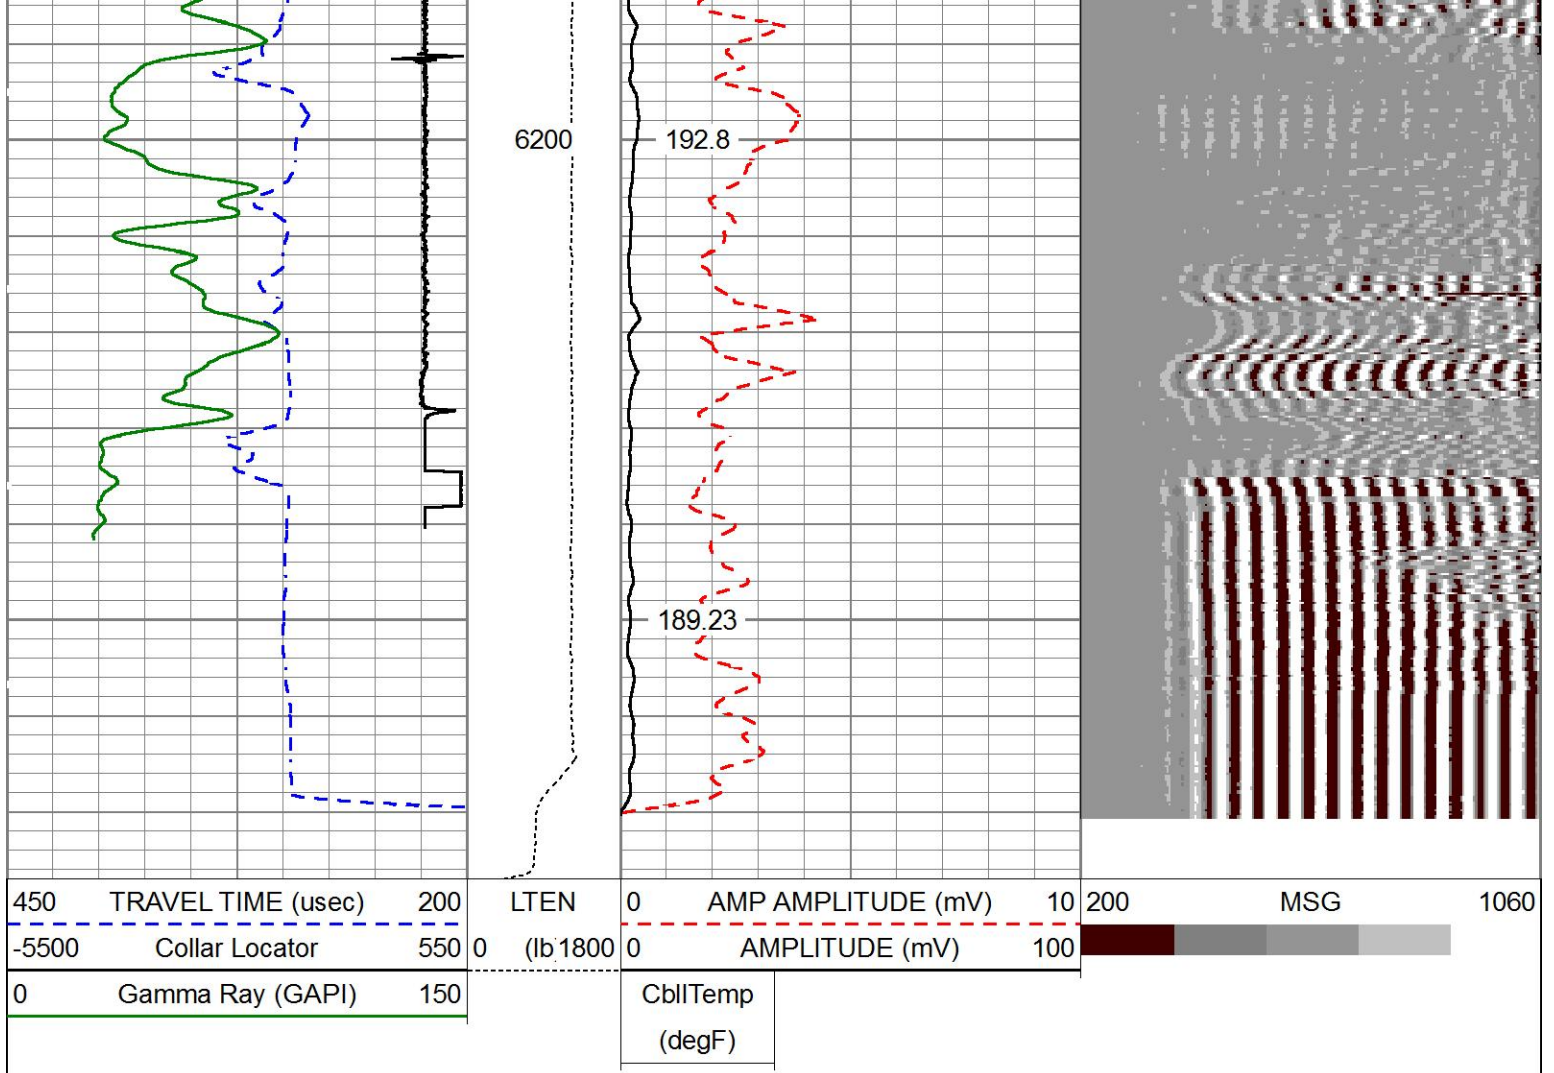 6200
192.8
189.23
450 TRAVEL TIME (usec) 200
LTEN
0 AMP AMPLITUDE (mV) 10
200 MSG 1060
-5500 Collar Locator 550
0 (lb 1800
0 AMPLITUDE (mV) 100
0 Gamma Ray (GAPI) 150
CbllTemp
(degF)